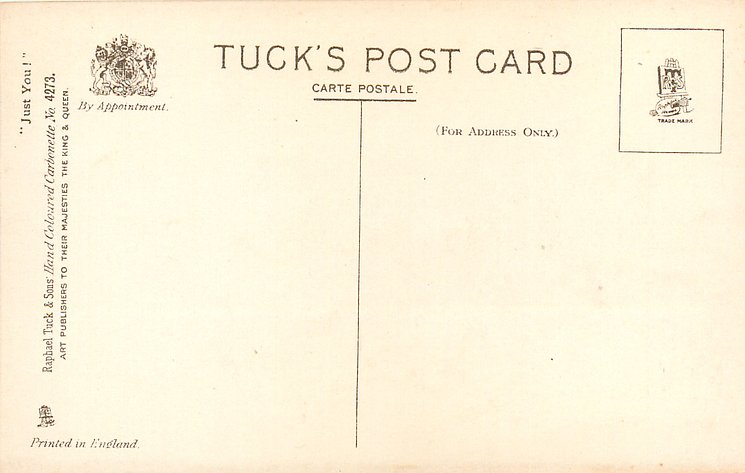 TUCK'S POST CARD
CARTE POSTALE.
(FOR ADDRESS ONLY.)
TRADE MARK
By Appointment.
"Just You!"
Raphael Tuck & Sons' Hand Coloured Carbonette No. 4273.
ART PUBLISHERS TO THEIR MAJESTIES THE KING & QUEEN.
Printed in England.